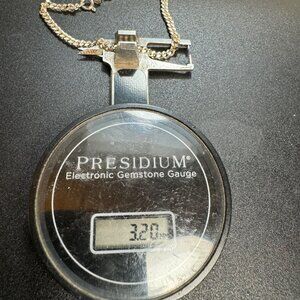 PRESIDIUM®
Electronic Gemstone Gauge
3.20